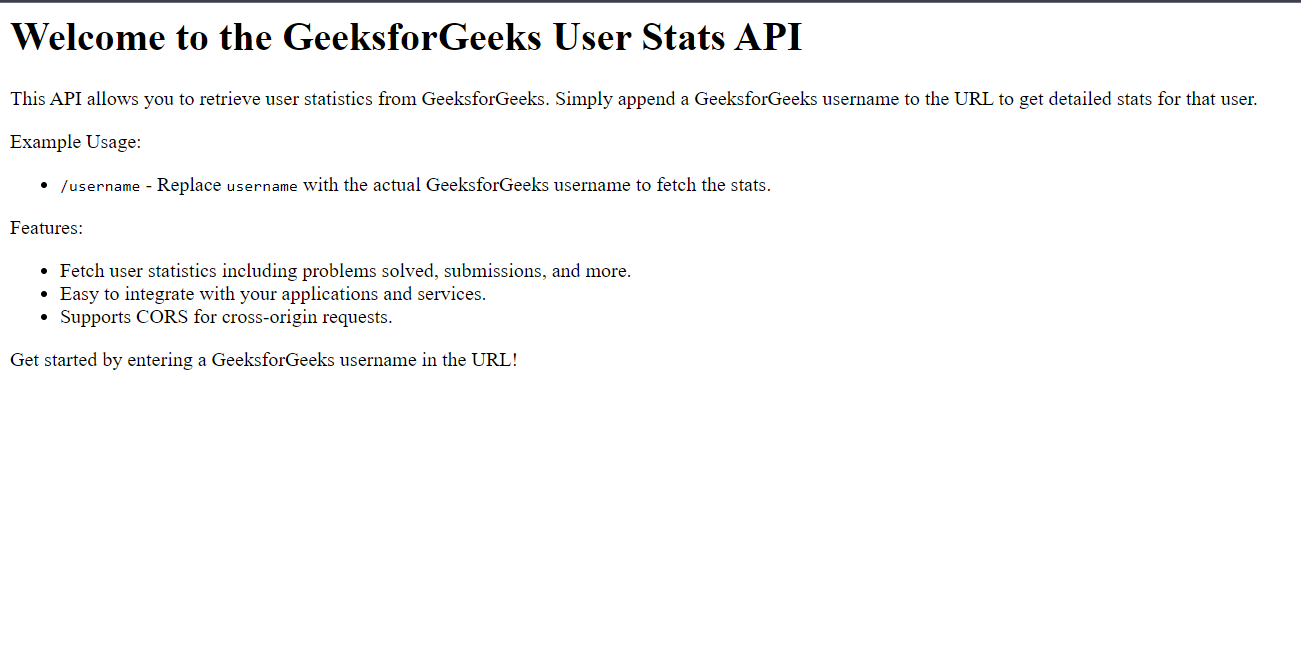 Welcome to the GeeksforGeeks User Stats API
This API allows you to retrieve user statistics from GeeksforGeeks. Simply append a GeeksforGeeks username to the URL to get detailed stats for that user.
Example Usage:
• /username - Replace username with the actual GeeksforGeeks username to fetch the stats.
Features:
• Fetch user statistics including problems solved, submissions, and more.
• Easy to integrate with your applications and services.
• Supports CORS for cross-origin requests.
Get started by entering a GeeksforGeeks username in the URL!